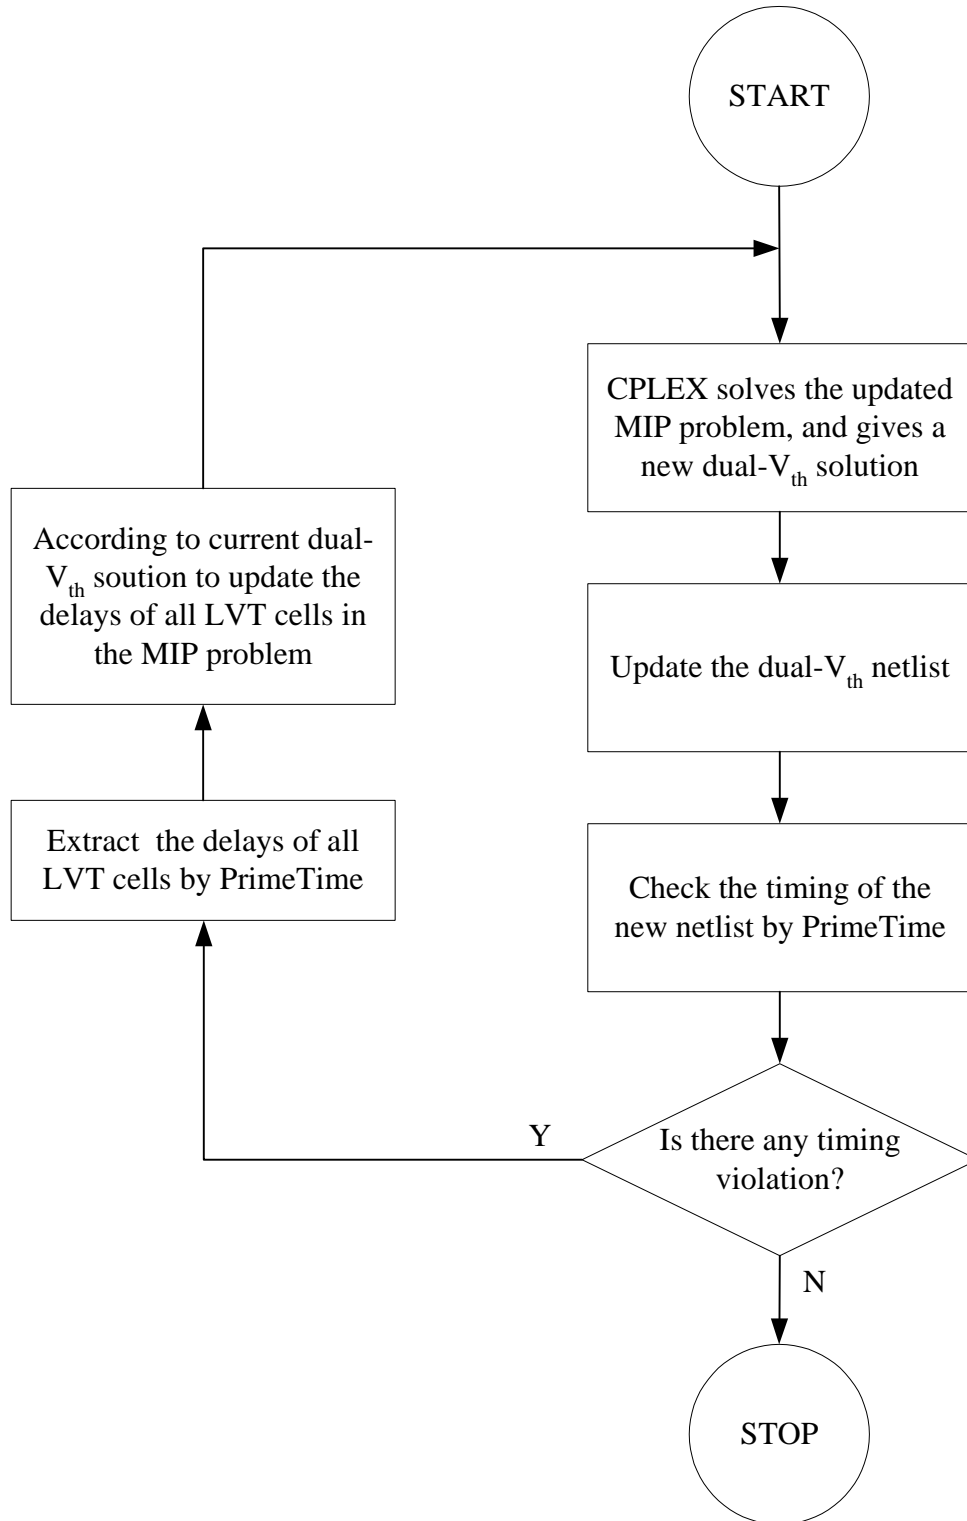 START
CPLEX solves the updated
MIP problem, and gives a
new dual-Vth solution
According to current dual-
Vth soution to update the
delays of all LVT cells in
the MIP problem
Update the dual-Vth netlist
Extract the delays of all
LVT cells by PrimeTime
Check the timing of the
new netlist by PrimeTime
Y
Is there any timing
violation?
N
STOP